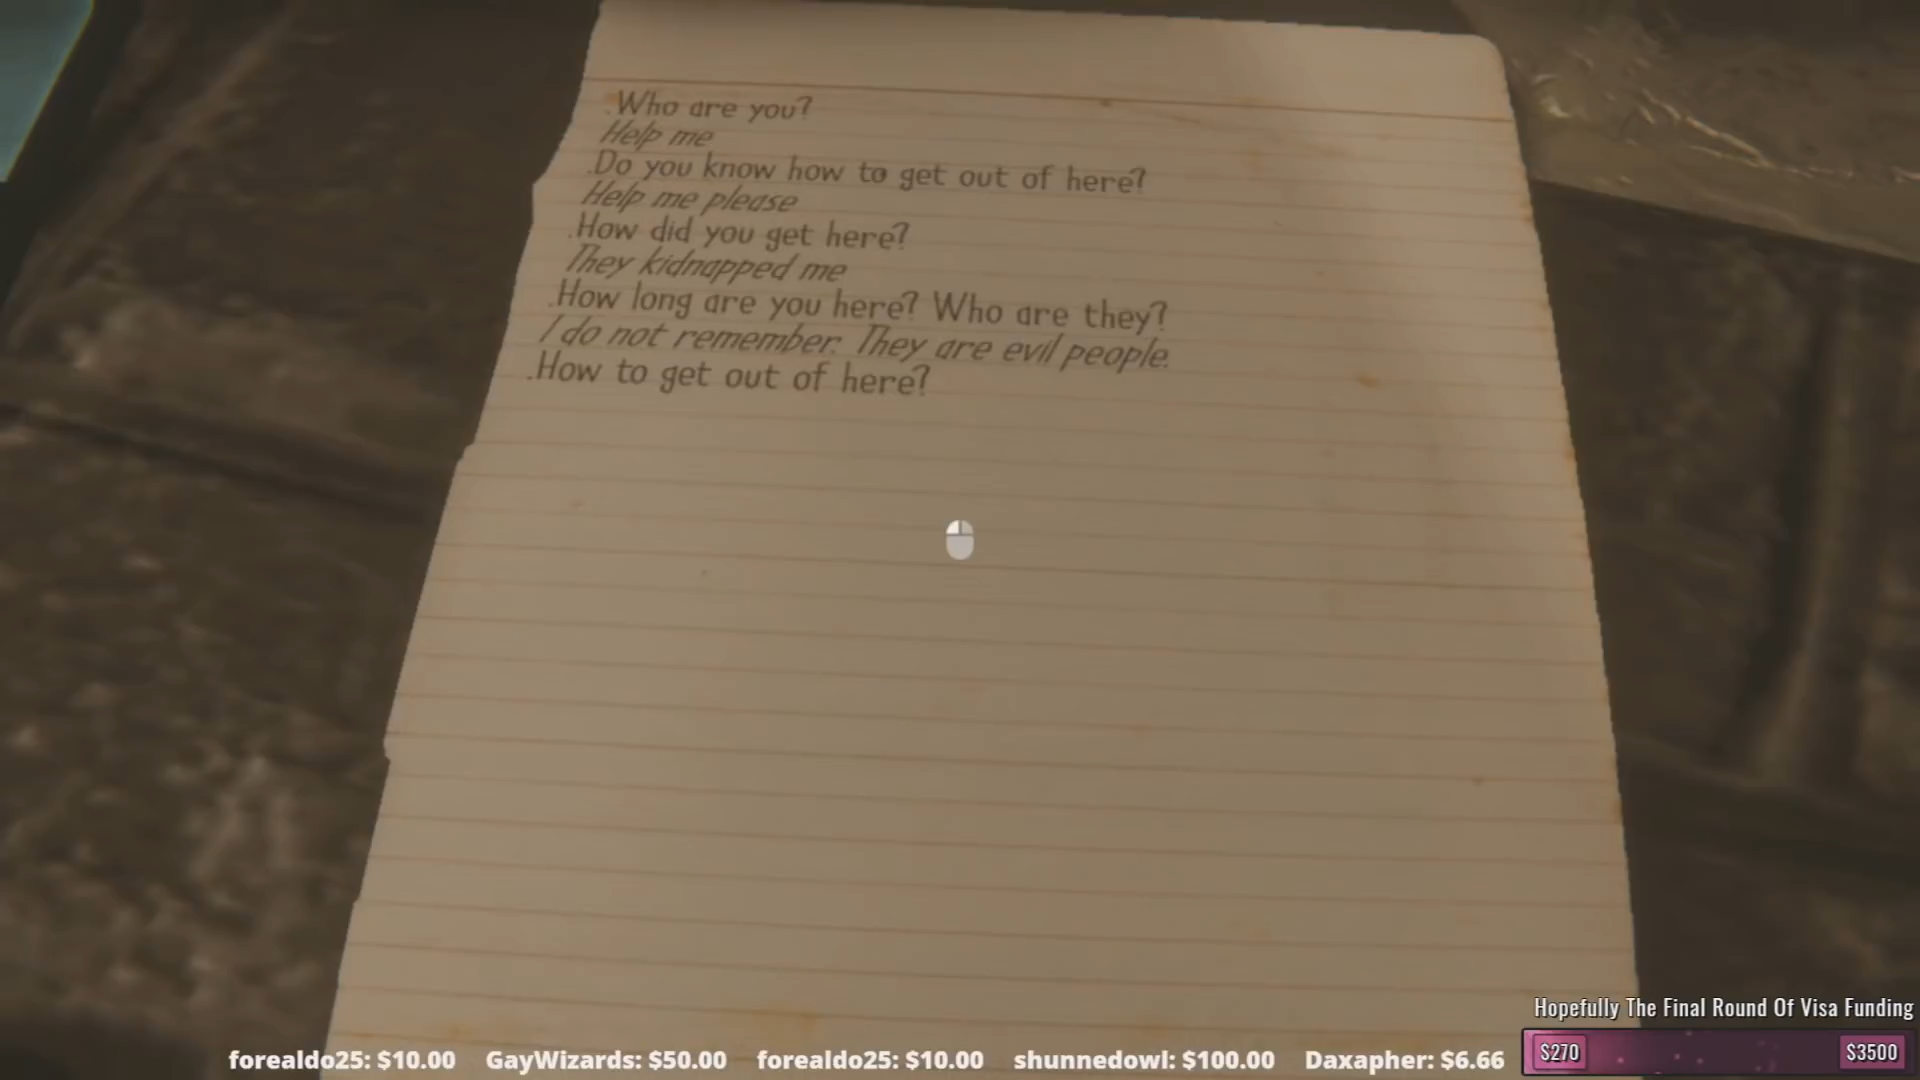 .Who are you?
Help me
.Do you know how to get out of here?
Help me please
.How did you get here?
They kidnapped me
.How long are you here? Who are they?
I do not remember. They are evil people.
.How to get out of here?
Hopefully The Final Round Of Visa Funding
forealdo25: $10.00 GayWizards: $50.00 forealdo25: $10.00 shunnedowl: $100.00 Daxapher: $6.66 $270 $3500